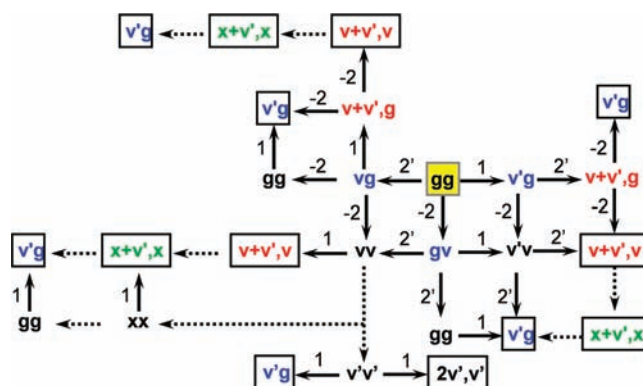 v'g x+v',x v+v',v
-2
v'g -2 v+v',g v'g
1 1 -2
gg -2 vg 2' gg 1 v'g 2' v+v',g
-2 -2 -2 -2
v'g x+v',x v+v',v 1 vv 2' gv 1 v'v 2' v+v',v
1 1 2' 2'
gg xx gg 1 v'g x+v',x
v'g 1 v'v' 1 2v',v'